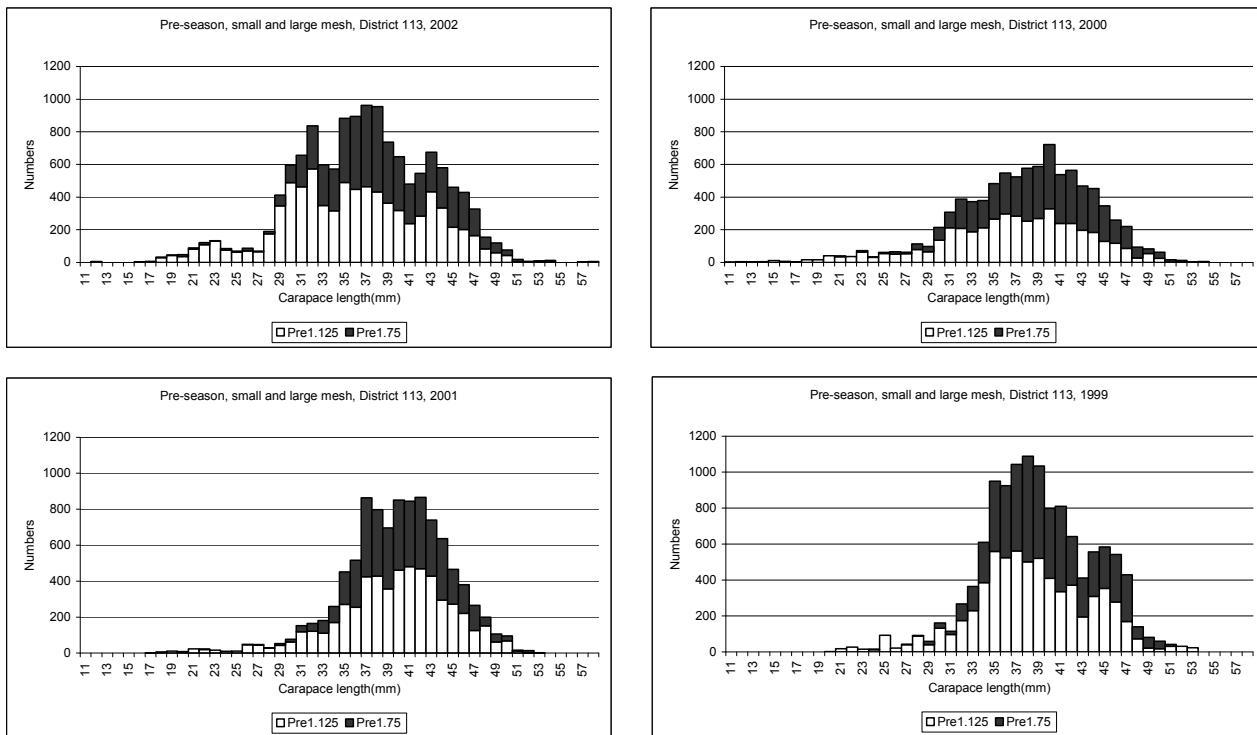 Pre-season, small and large mesh, District 113, 2002
1200
1000
800
600
400
200
0
Numbers
11 13 15 17 19 21 23 25 27 29 31 33 35 37 39 41 43 45 47 49 51 53 55 57
Carapace length(mm)
Pre1.125 Pre1.75
Pre-season, small and large mesh, District 113, 2000
1200
1000
800
600
400
200
0
Numbers
11 13 15 17 19 21 23 25 27 29 31 33 35 37 39 41 43 45 47 49 51 53 55 57
Carapace length(mm)
Pre1.125 Pre1.75
Pre-season, small and large mesh, District 113, 2001
1200
1000
800
600
400
200
0
Numbers
11 13 15 17 19 21 23 25 27 29 31 33 35 37 39 41 43 45 47 49 51 53 55 57
Carapace length(mm)
Pre1.125 Pre1.75
Pre-season, small and large mesh, District 113, 1999
1200
1000
800
600
400
200
0
Numbers
11 13 15 17 19 21 23 25 27 29 31 33 35 37 39 41 43 45 47 49 51 53 55 57
Carapace length(mm)
Pre1.125 Pre1.75